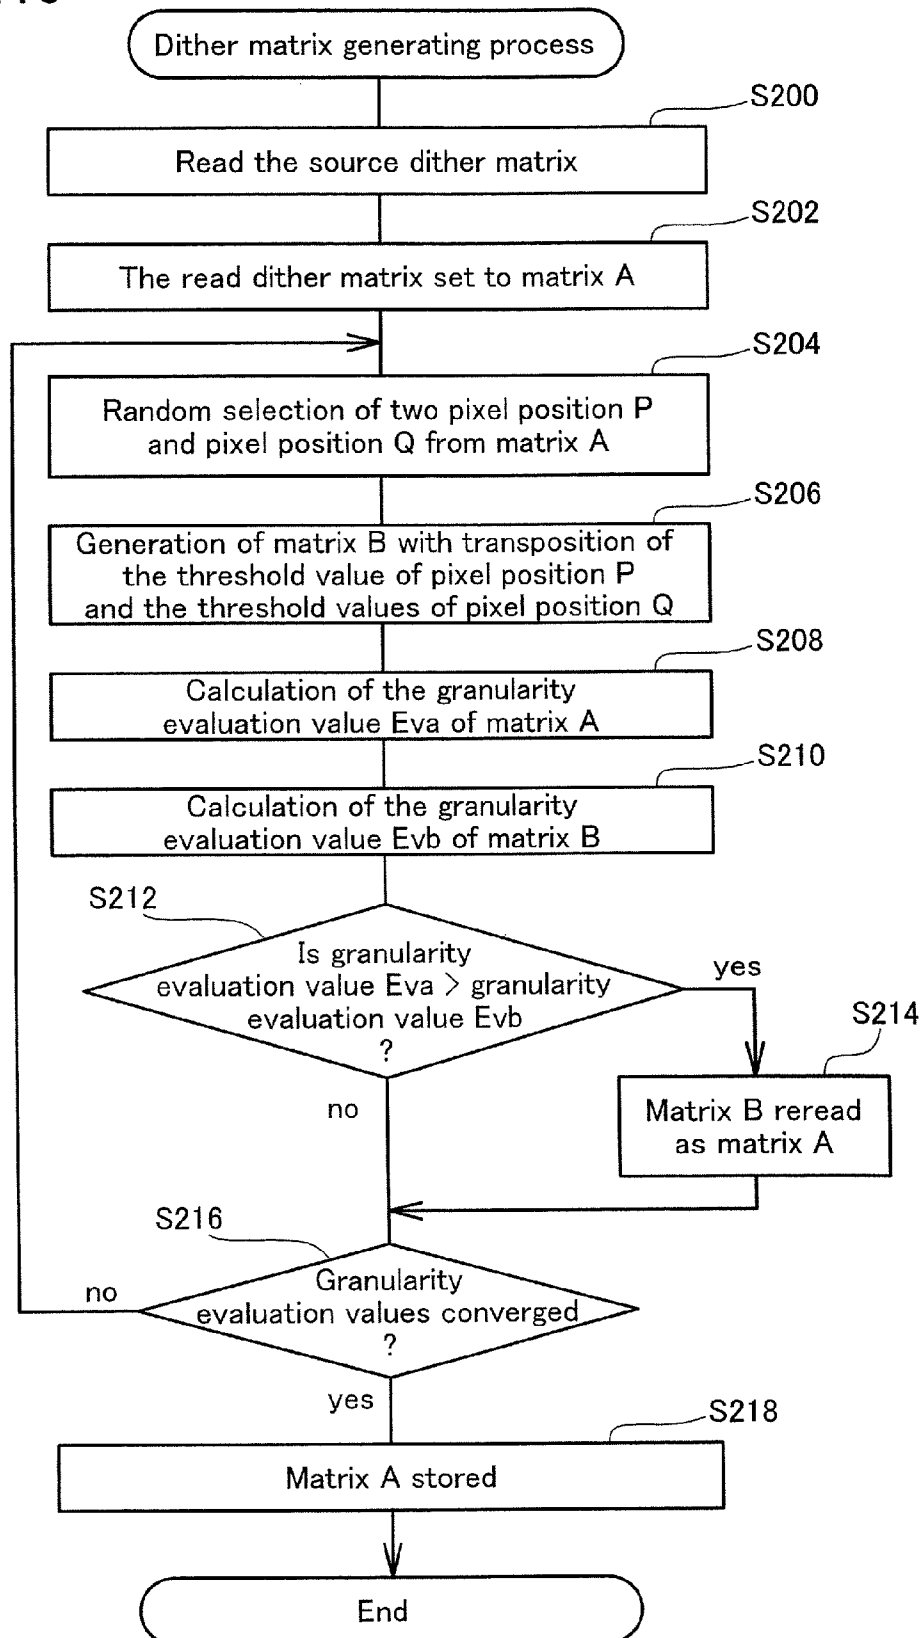 Dither matrix generating process
S200
Read the source dither matrix
S202
The read dither matrix set to matrix A
S204
Random selection of two pixel position P
and pixel position Q from matrix A
S206
Generation of matrix B with transposition of
the threshold value of pixel position P
and the threshold values of pixel position Q
S208
Calculation of the granularity
evaluation value Eva of matrix A
S210
Calculation of the granularity
evaluation value Evb of matrix B
S212
Is granularity
evaluation value Eva > granularity
evaluation value Evb
?
yes
S214
Matrix B reread
as matrix A
no
S216
Granularity
evaluation values converged
?
no
yes
S218
Matrix A stored
End